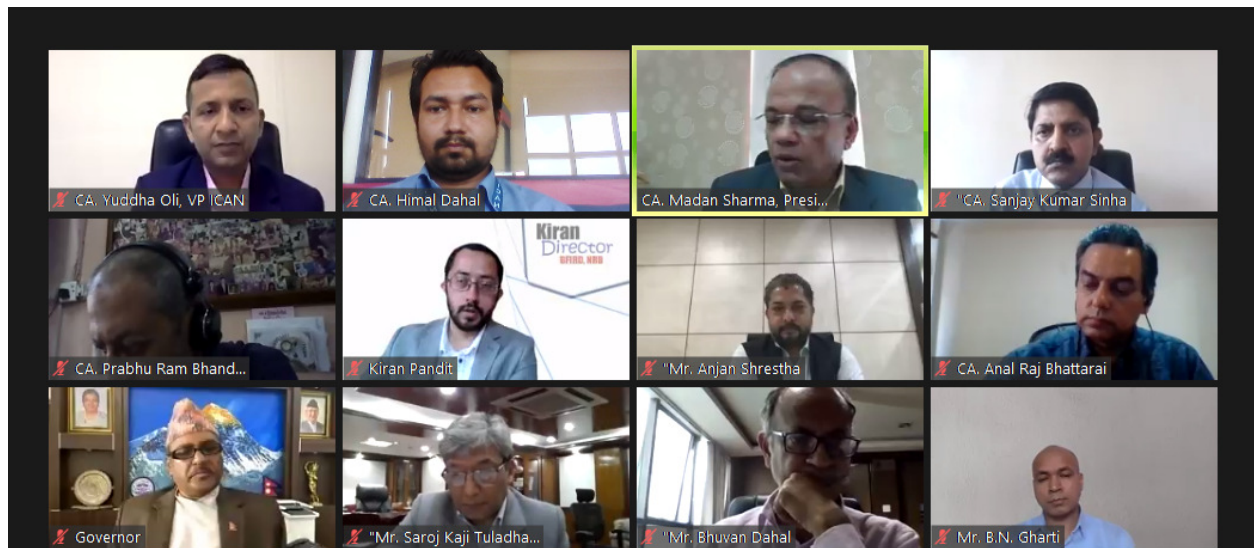 CA. Yuddha Oli, VP ICAN
CA. Himal Dahal
CA. Madan Sharma, Presi...
"CA. Sanjay Kumar Sinha
Kiran
Director
BFIRD, NRB
CA. Prabhu Ram Bhand...
Kiran Pandit
"Mr. Anjan Shrestha
CA. Anal Raj Bhattarai
Governor
"Mr. Saroj Kaji Tuladha...
"Mr. Bhuvan Dahal
Mr. B.N. Gharti